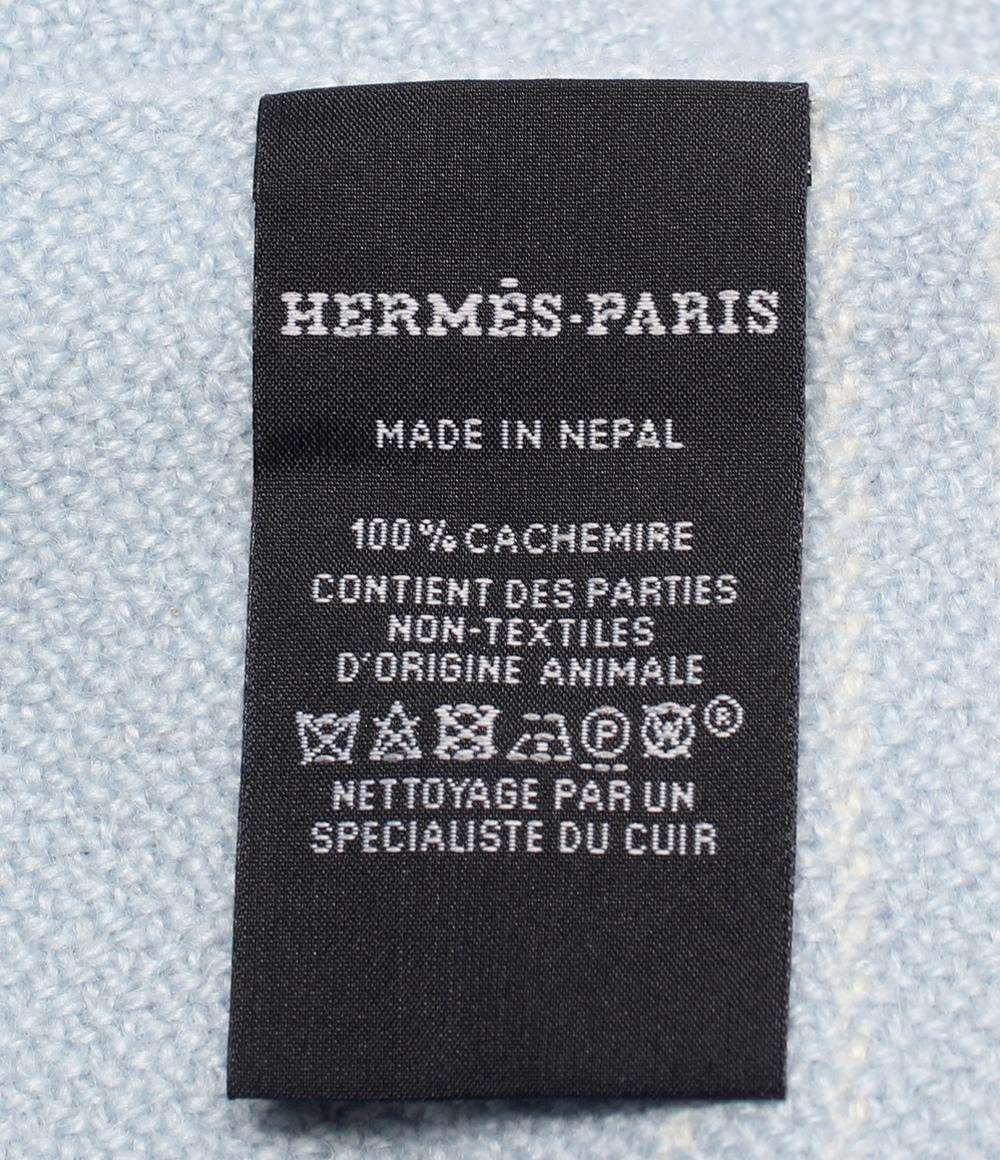 HERMÈS-PARIS
MADE IN NEPAL
100% CACHEMIRE
CONTIENT DES PARTIES
NON-TEXTILES
D'ORIGINE ANIMALE
P W ®
NETTOYAGE PAR UN
SPECIALISTE DU CUIR